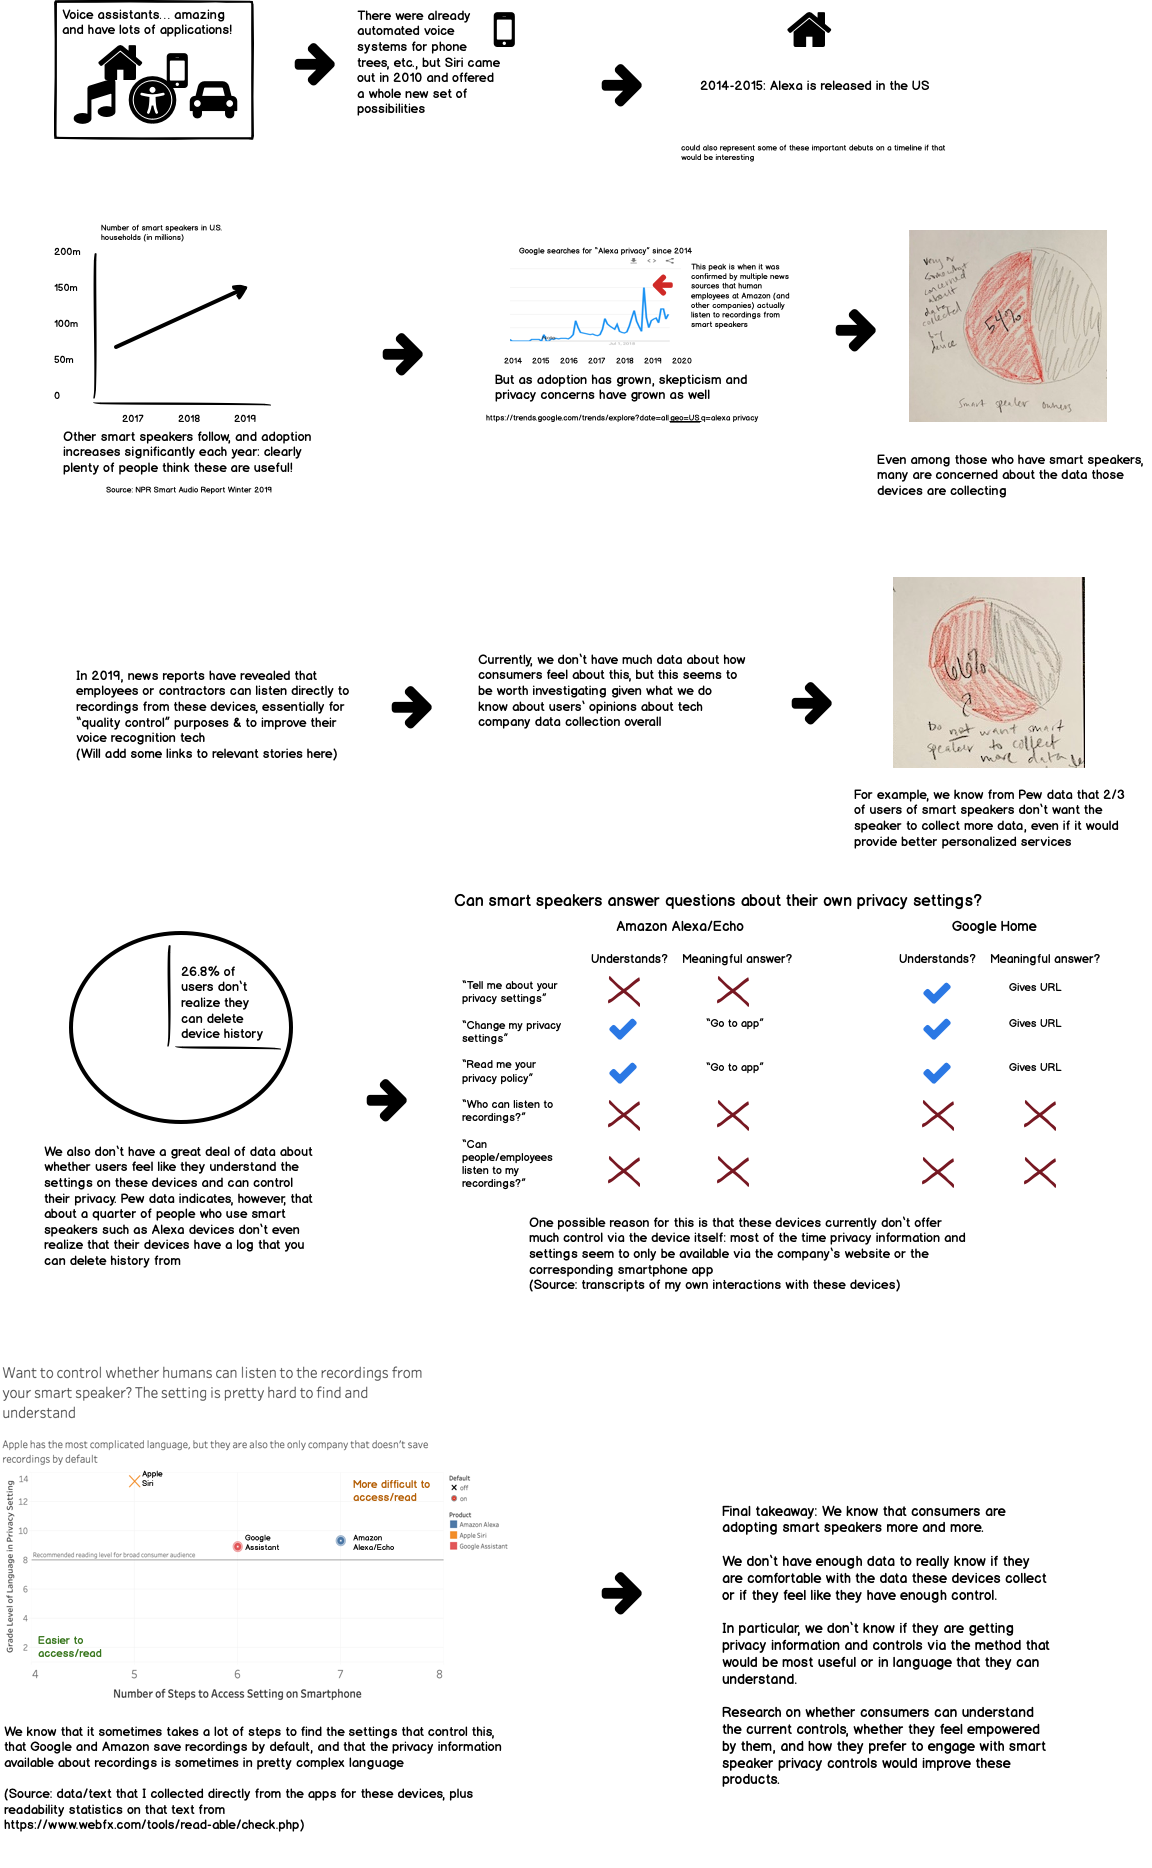 Voice assistants... amazing
and have lots of applications!
There were already
automated voice
systems for phone
trees, etc., but Siri came
out in 2010 and offered
a whole new set of
possibilities
2014-2015: Alexa is released in the US
could also represent some of these important debuts on a timeline if that
would be interesting
Number of smart speakers in U.S.
households (in millions)
200m
150m
100m
50m
0
2017 2018 2019
Other smart speakers follow, and adoption
increases significantly each year: clearly
plenty of people think these are useful!
Source: NPR Smart Audio Report Winter 2019
Google searches for "Alexa privacy" since 2014
This peak is when it was
confirmed by multiple news
sources that human
employees at Amazon (and
other companies) actually
listen to recordings from
smart speakers
2014 2015 2016 2017 2018 2019 2020
But as adoption has grown, skepticism and
privacy concerns have grown as well
https://trends.google.com/trends/explore?date=all geo=US q=alexa privacy
very or
somewhat
concerned
about
data
collected
by
device
54%
Smart speaker owners
Even among those who have smart speakers,
many are concerned about the data those
devices are collecting
In 2019, news reports have revealed that
employees or contractors can listen directly to
recordings from these devices, essentially for
"quality control" purposes & to improve their
voice recognition tech
(Will add some links to relevant stories here)
Currently, we don't have much data about how
consumers feel about this, but this seems to
be worth investigating given what we do
know about users' opinions about tech
company data collection overall
66%
Do not want smart
speaker to collect
more data
For example, we know from Pew data that 2/3
of users of smart speakers don't want the
speaker to collect more data, even if it would
provide better personalized services
26.8% of
users don't
realize they
can delete
device history
We also don't have a great deal of data about
whether users feel like they understand the
settings on these devices and can control
their privacy. Pew data indicates, however, that
about a quarter of people who use smart
speakers such as Alexa devices don't even
realize that their devices have a log that you
can delete history from
Can smart speakers answer questions about their own privacy settings?
Amazon Alexa/Echo Google Home
Understands? Meaningful answer? Understands? Meaningful answer?
"Tell me about your
privacy settings"
Gives URL
"Change my privacy
settings"
"Go to app" Gives URL
"Read me your
privacy policy"
"Go to app" Gives URL
"Who can listen to
recordings?"
"Can
people/employees
listen to my
recordings?"
One possible reason for this is that these devices currently don't offer
much control via the device itself: most of the time privacy information and
settings seem to only be available via the company's website or the
corresponding smartphone app
(Source: transcripts of my own interactions with these devices)
Want to control whether humans can listen to the recordings from
your smart speaker? The setting is pretty hard to find and
understand
Apple has the most complicated language, but they are also the only company that doesn't save
recordings by default
Grade Level of Language in Privacy Setting
14
12
10
8
6
4
2
Apple
Siri
More difficult to
access/read
Google
Assistant
Amazon
Alexa/Echo
Recommended reading level for broad consumer audience
Easier to
access/read
4 5 6 7 8
Number of Steps to Access Setting on Smartphone
Default
off
on
Product
Amazon Alexa
Apple Siri
Google Assistant
We know that it sometimes takes a lot of steps to find the settings that control this,
that Google and Amazon save recordings by default, and that the privacy information
available about recordings is sometimes in pretty complex language
(Source: data/text that I collected directly from the apps for these devices, plus
readability statistics on that text from
https://www.webfx.com/tools/read-able/check.php)
Final takeaway: We know that consumers are
adopting smart speakers more and more.
We don't have enough data to really know if they
are comfortable with the data these devices collect
or if they feel like they have enough control.
In particular, we don't know if they are getting
privacy information and controls via the method that
would be most useful or in language that they can
understand.
Research on whether consumers can understand
the current controls, whether they feel empowered
by them, and how they prefer to engage with smart
speaker privacy controls would improve these
products.